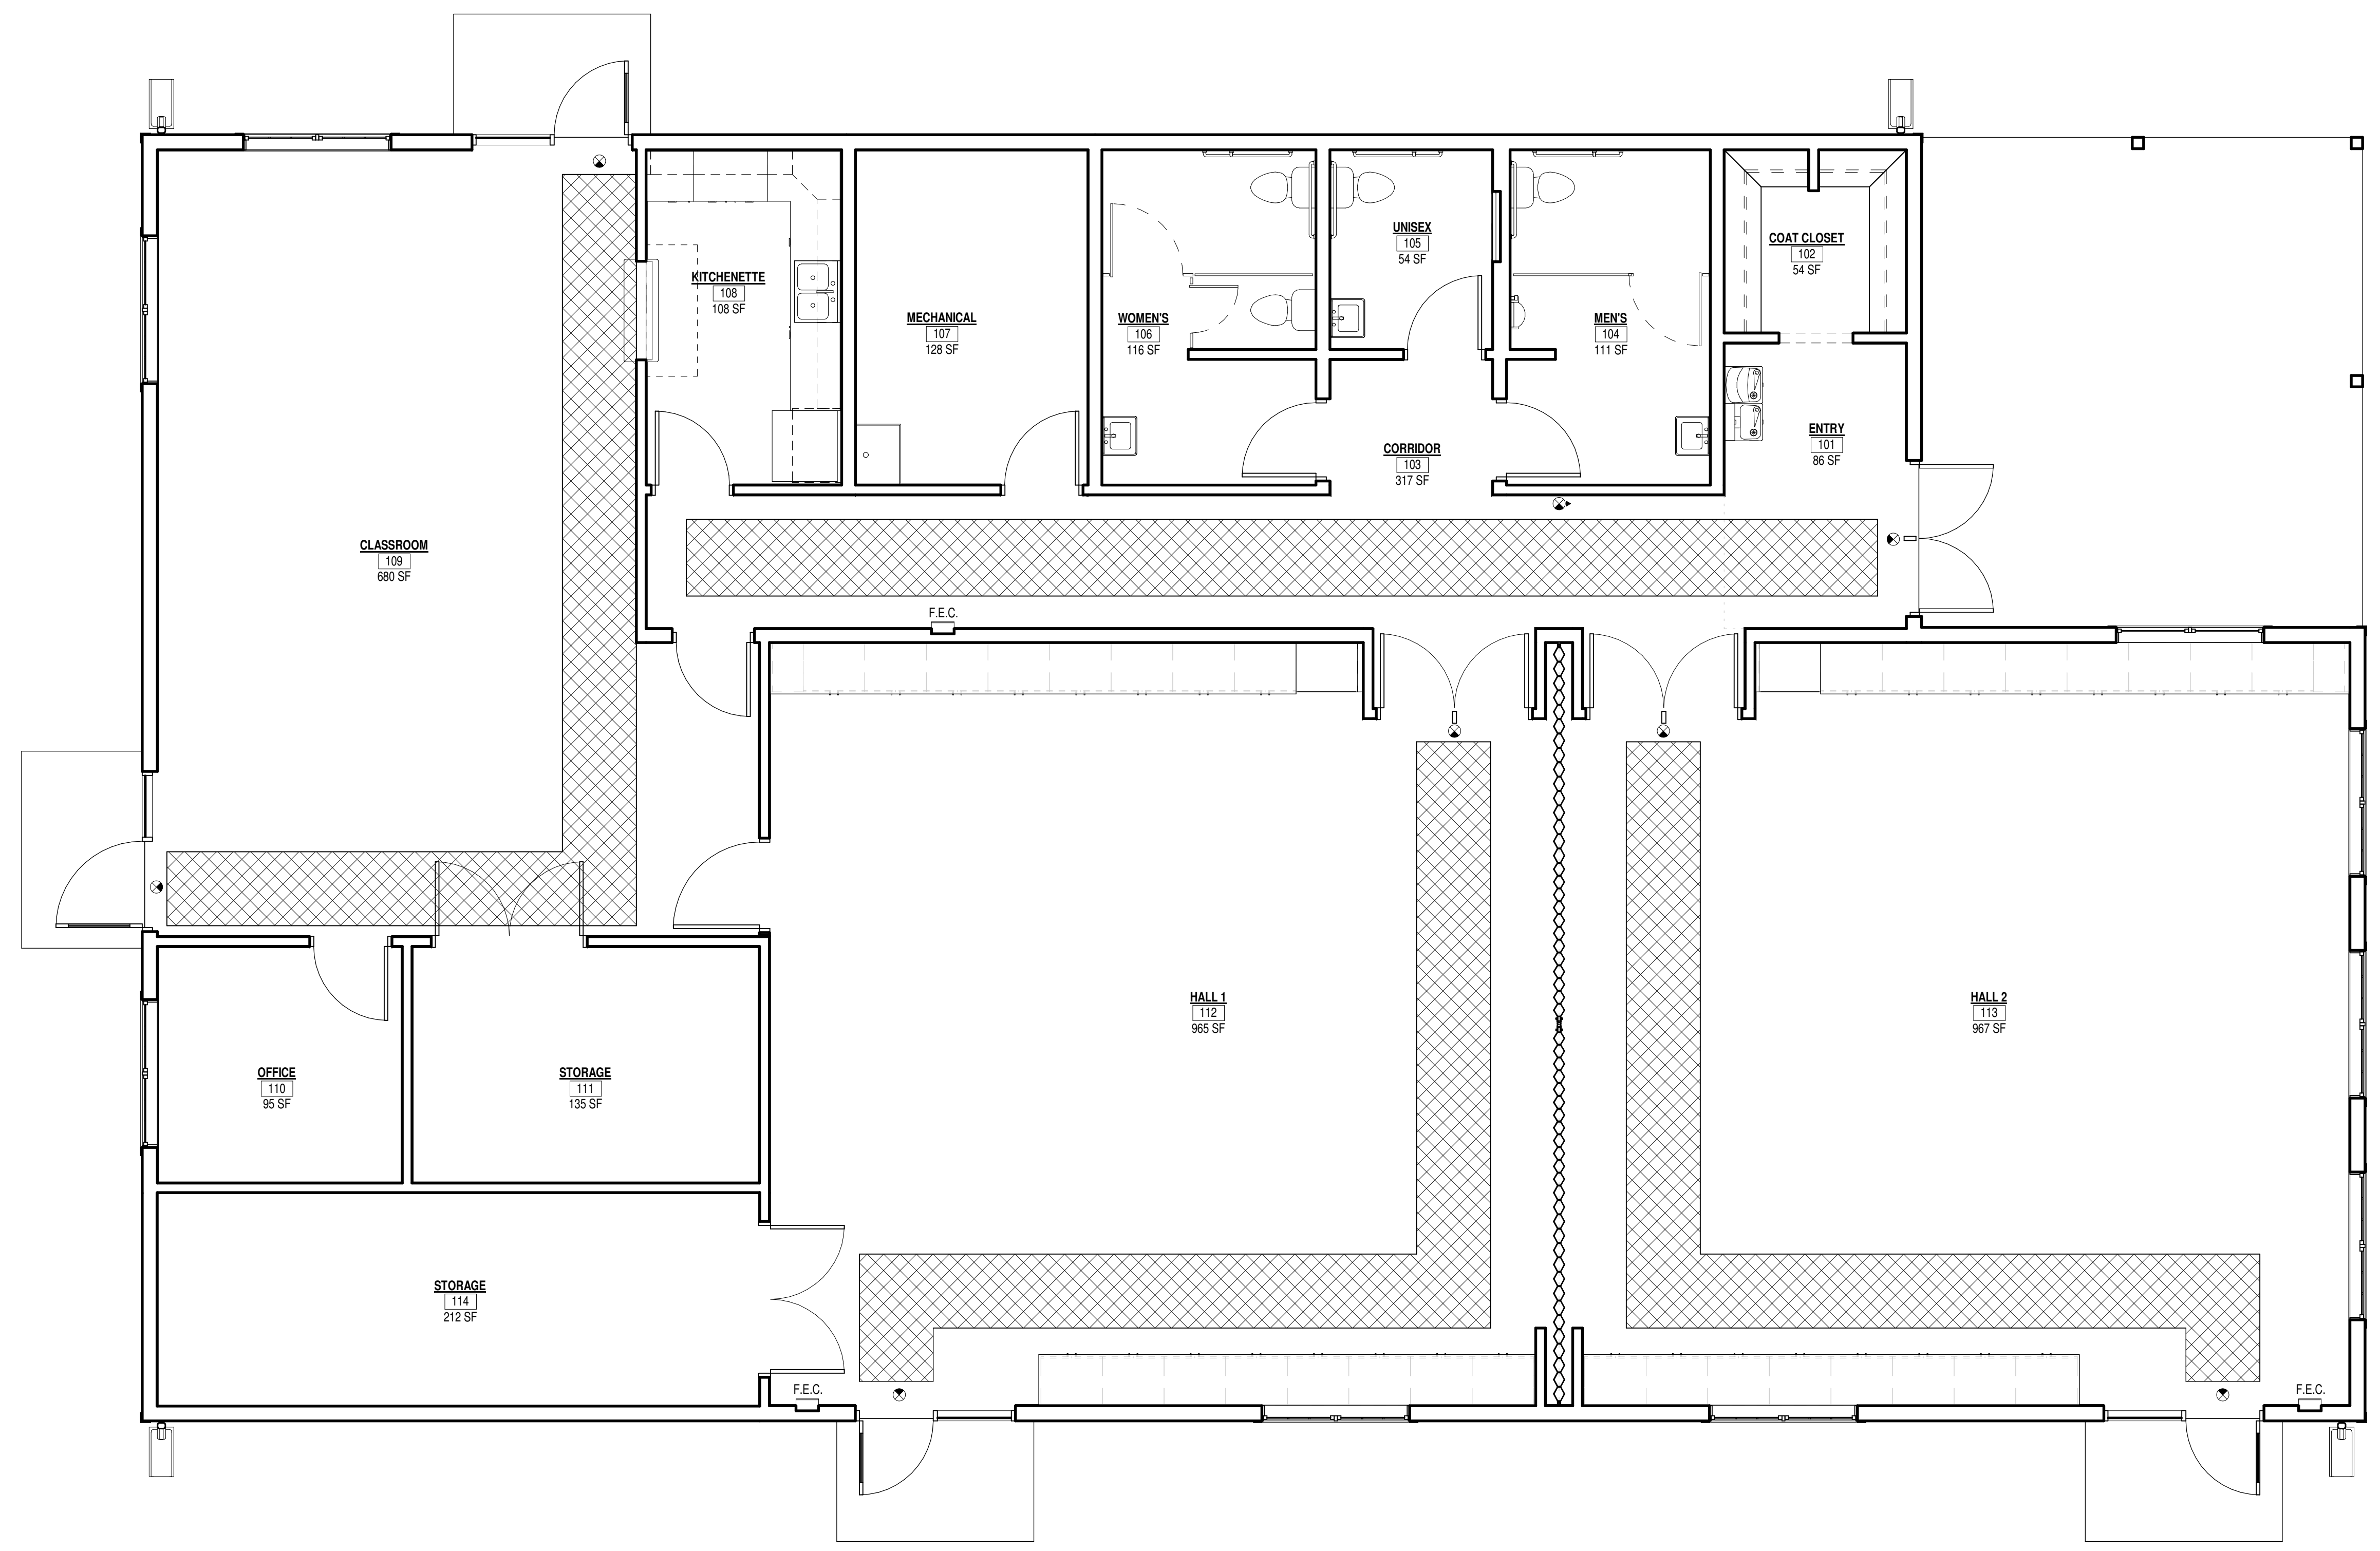 UNISEX
105
54 SF
COAT CLOSET
102
54 SF
KITCHENETTE
108
108 SF
MECHANICAL
107
128 SF
WOMEN'S
106
116 SF
MEN'S
104
111 SF
ENTRY
101
86 SF
CORRIDOR
103
317 SF
CLASSROOM
109
680 SF
F.E.C.
HALL 1
112
965 SF
HALL 2
113
967 SF
OFFICE
110
95 SF
STORAGE
111
135 SF
STORAGE
114
212 SF
F.E.C.
F.E.C.